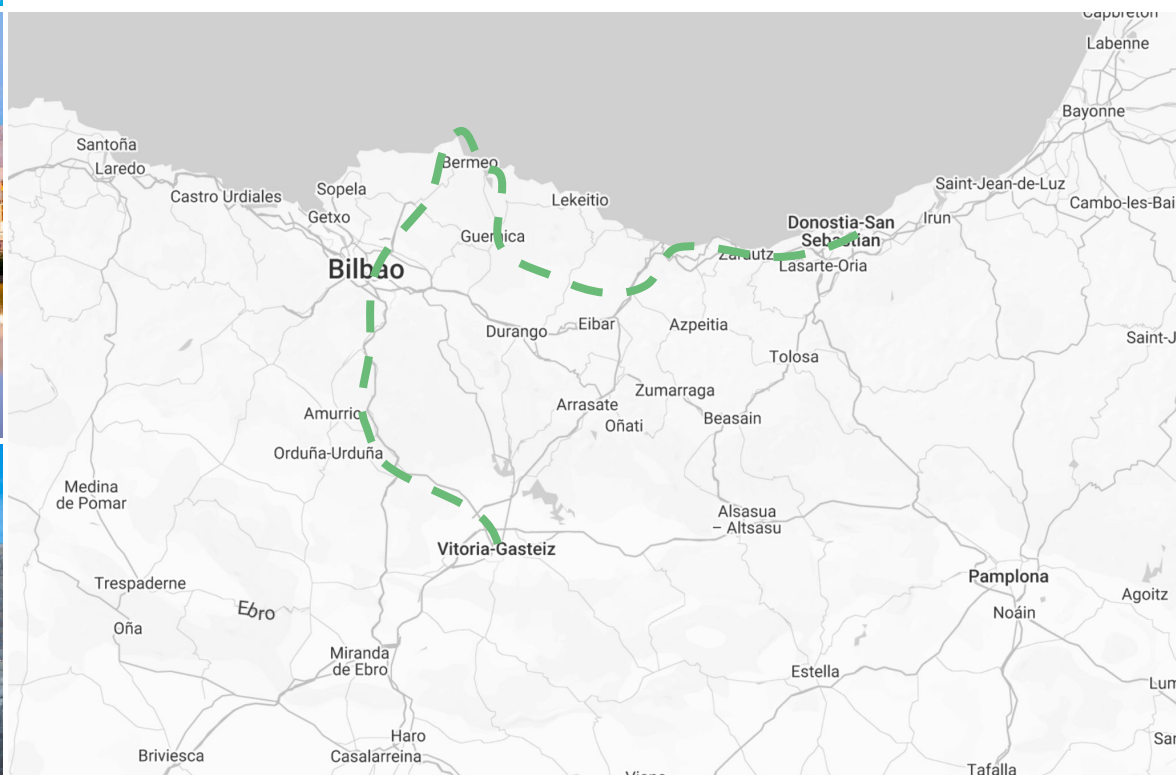 Capbreton
Labenne
Bayonne
Santoña
Laredo
Castro Urdiales
Sopela
Getxo
Bermeo
Lekeitio
Saint-Jean-de-Luz
Cambo-les-Bai
Irun
Donostia-San
Sebastian
Guernica
Zarautz
Lasarte-Oria
Bilbao
Durango
Eibar
Azpeitia
Saint-J
Tolosa
Zumarraga
Arrasate
Oñati
Beasain
Amurrio
Orduña-Urduña
Medina
de Pomar
Alsasua
– Altsasu
Vitoria-Gasteiz
Pamplona
Trespaderne
Ebro
Agoitz
Noáin
Oña
Miranda
de Ebro
Estella
Lum
Haro
San
Briviesca
Casalarreina
Viana
Tafalla